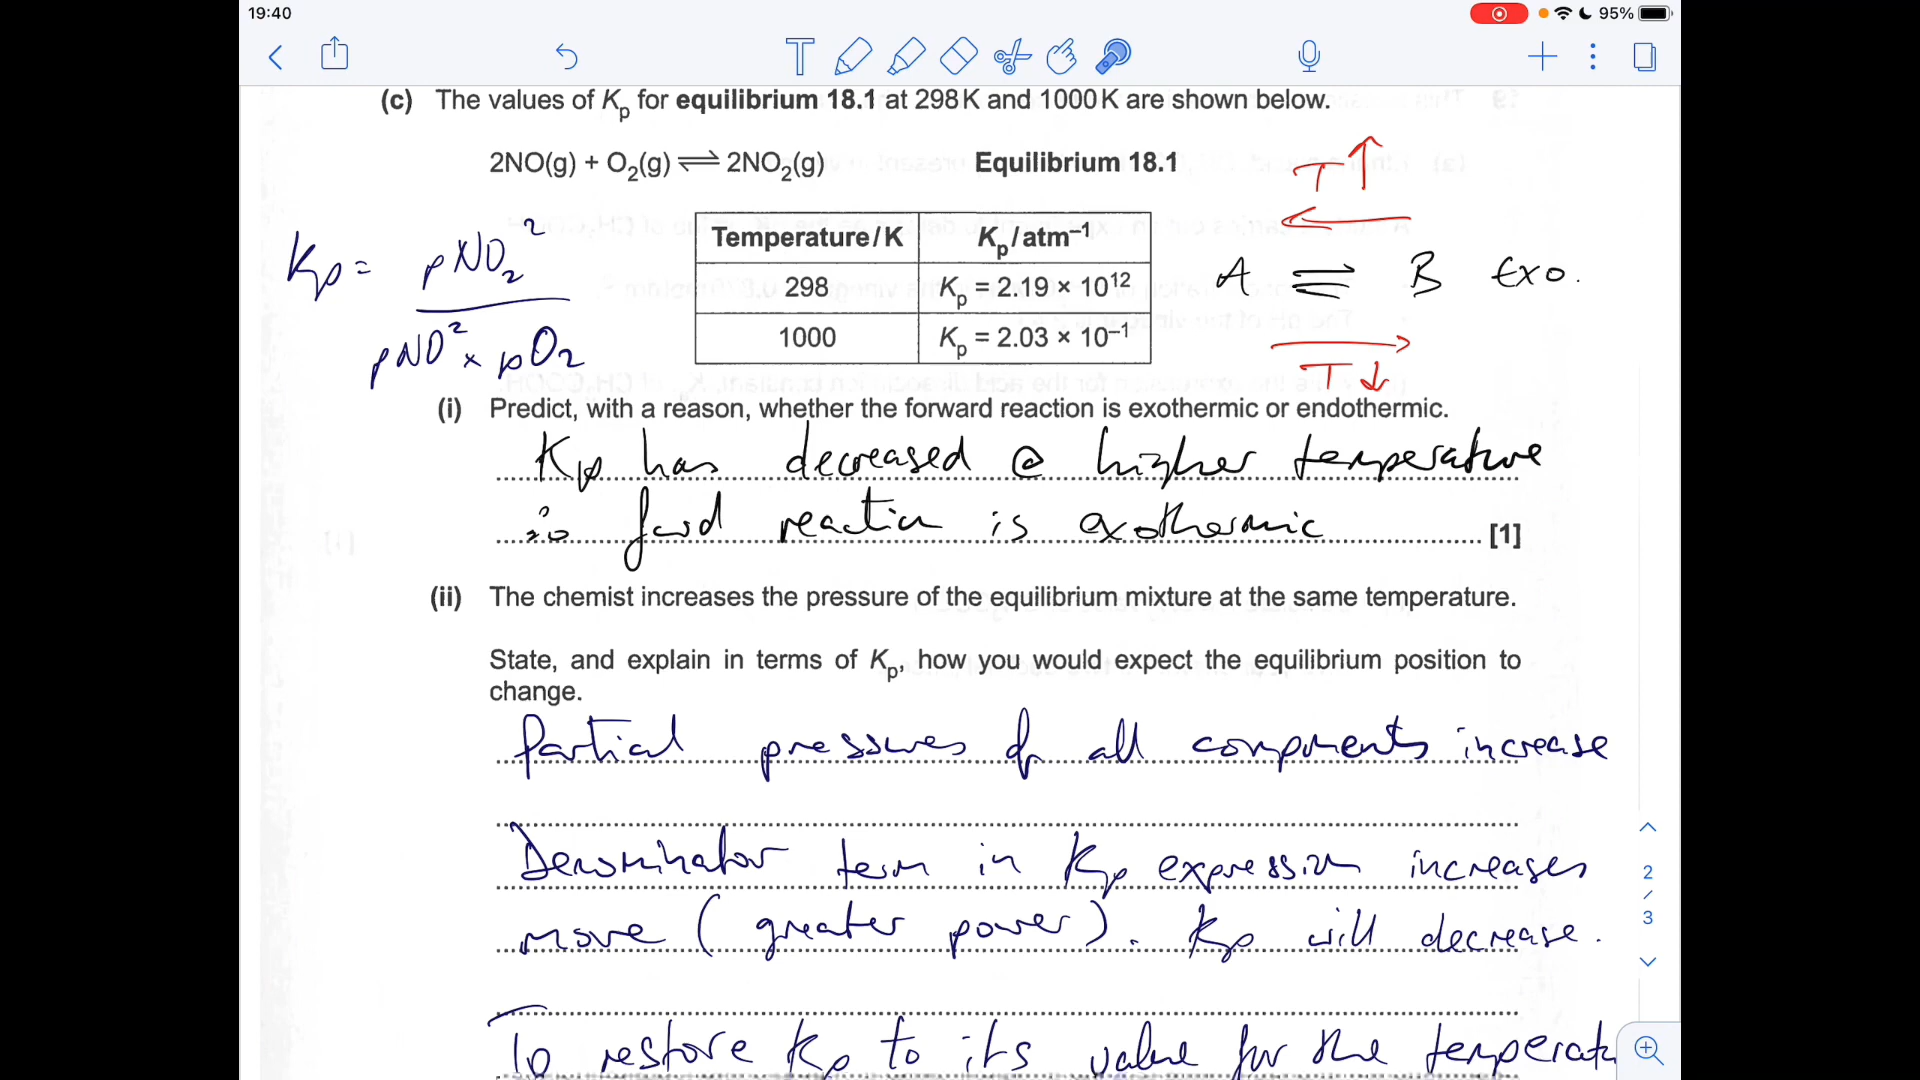 19:40
95%
(c) The values of Kp for equilibrium 18.1 at 298 K and 1000 K are shown below.
2NO(g) + O2(g) ⇌ 2NO2(g) Equilibrium 18.1
T↑
Temperature/K Kp/atm⁻¹
298 Kp = 2.19 × 10¹²
1000 Kp = 2.03 × 10⁻¹
Kp = pNO2²
pNO² × pO2
A ⇌ B Exo.
T↓
(i) Predict, with a reason, whether the forward reaction is exothermic or endothermic.
Kp has decreased @ higher temperature
so fwd reaction is exothermic
[1]
(ii) The chemist increases the pressure of the equilibrium mixture at the same temperature.
State, and explain in terms of Kp, how you would expect the equilibrium position to
change.
Partial pressures of all components increase
Denominator term in Kp expression increases
more (greater power). Kp will decrease.
To restore Kp to its value for the temperat
2
/
3